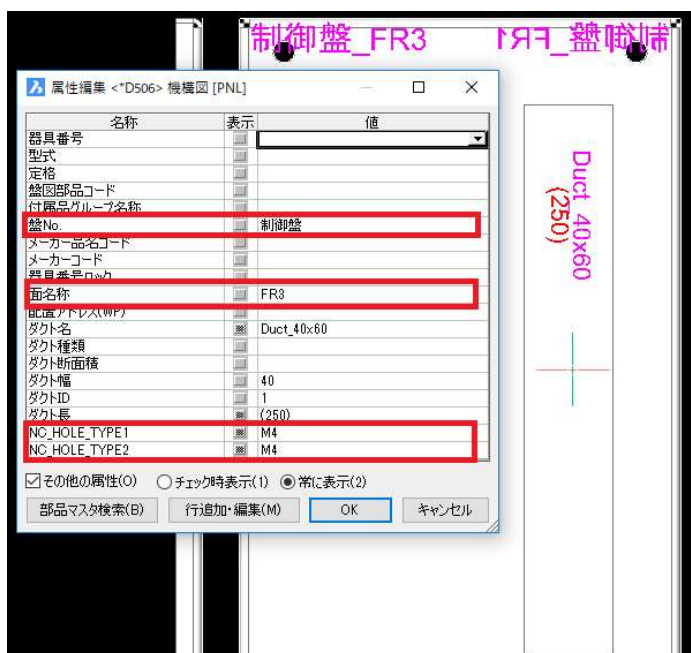 制御盤_FR3
制御盤_FR1
属性編集 <"D506> 機構図 [PNL]
名称 表示 値
器具番号
型式
定格
盤図部品コード
付属品グループ名称
盤No. 制御盤
メーカー品名コード
メーカーコード
器具番号ロック
面名称 FR3
配置アドレス(WP)
ダクト名 Duct_40x60
ダクト種類
ダクト断面積
ダクト幅 40
ダクトID 1
ダクト長 (250)
NC_HOLE_TYPE1 M4
NC_HOLE_TYPE2 M4
その他の属性(O) チェック時表示(1) 常に表示(2)
部品マスタ検索(B) 行追加・編集(M) OK キャンセル
Duct_40x60
(250)